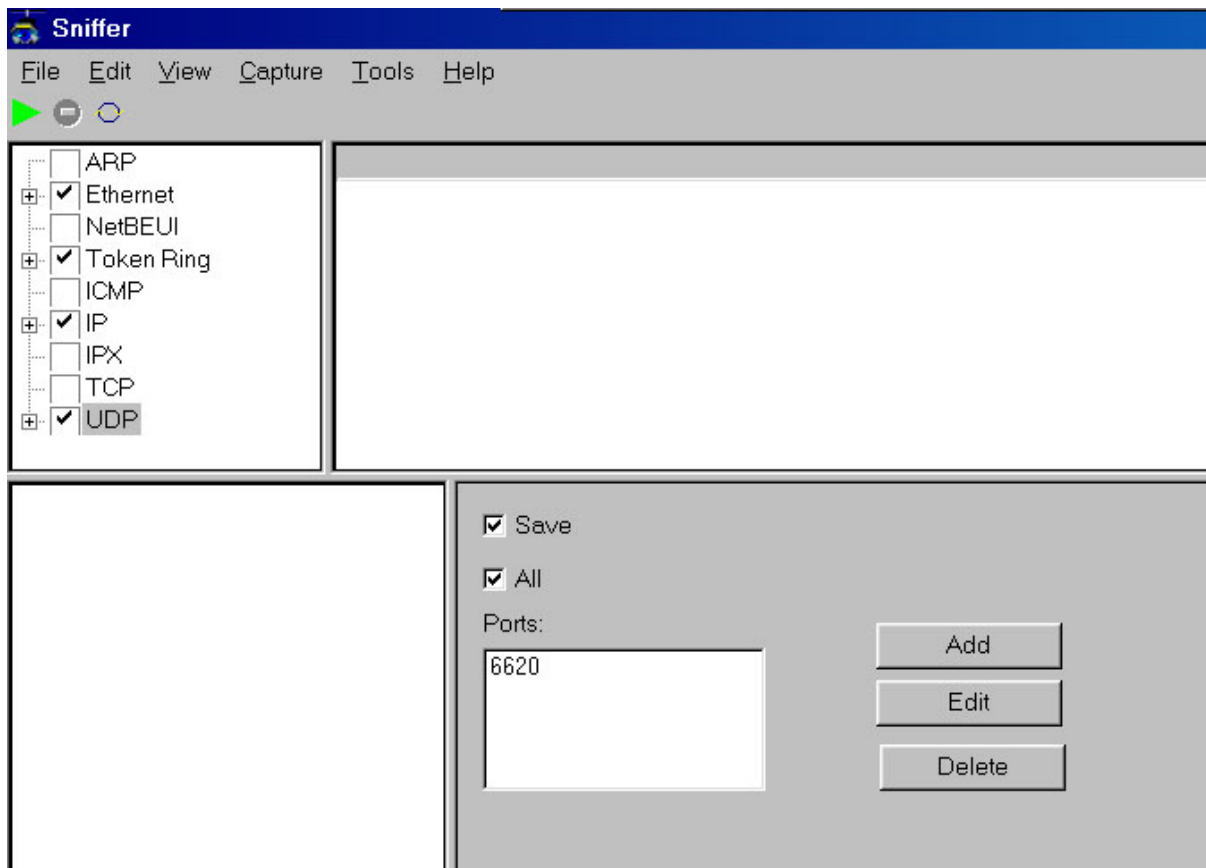 Sniffer
File Edit View Capture Tools Help
ARP
Ethernet
NetBEUI
Token Ring
ICMP
IP
IPX
TCP
UDP
Save
All
Ports:
6620
Add
Edit
Delete